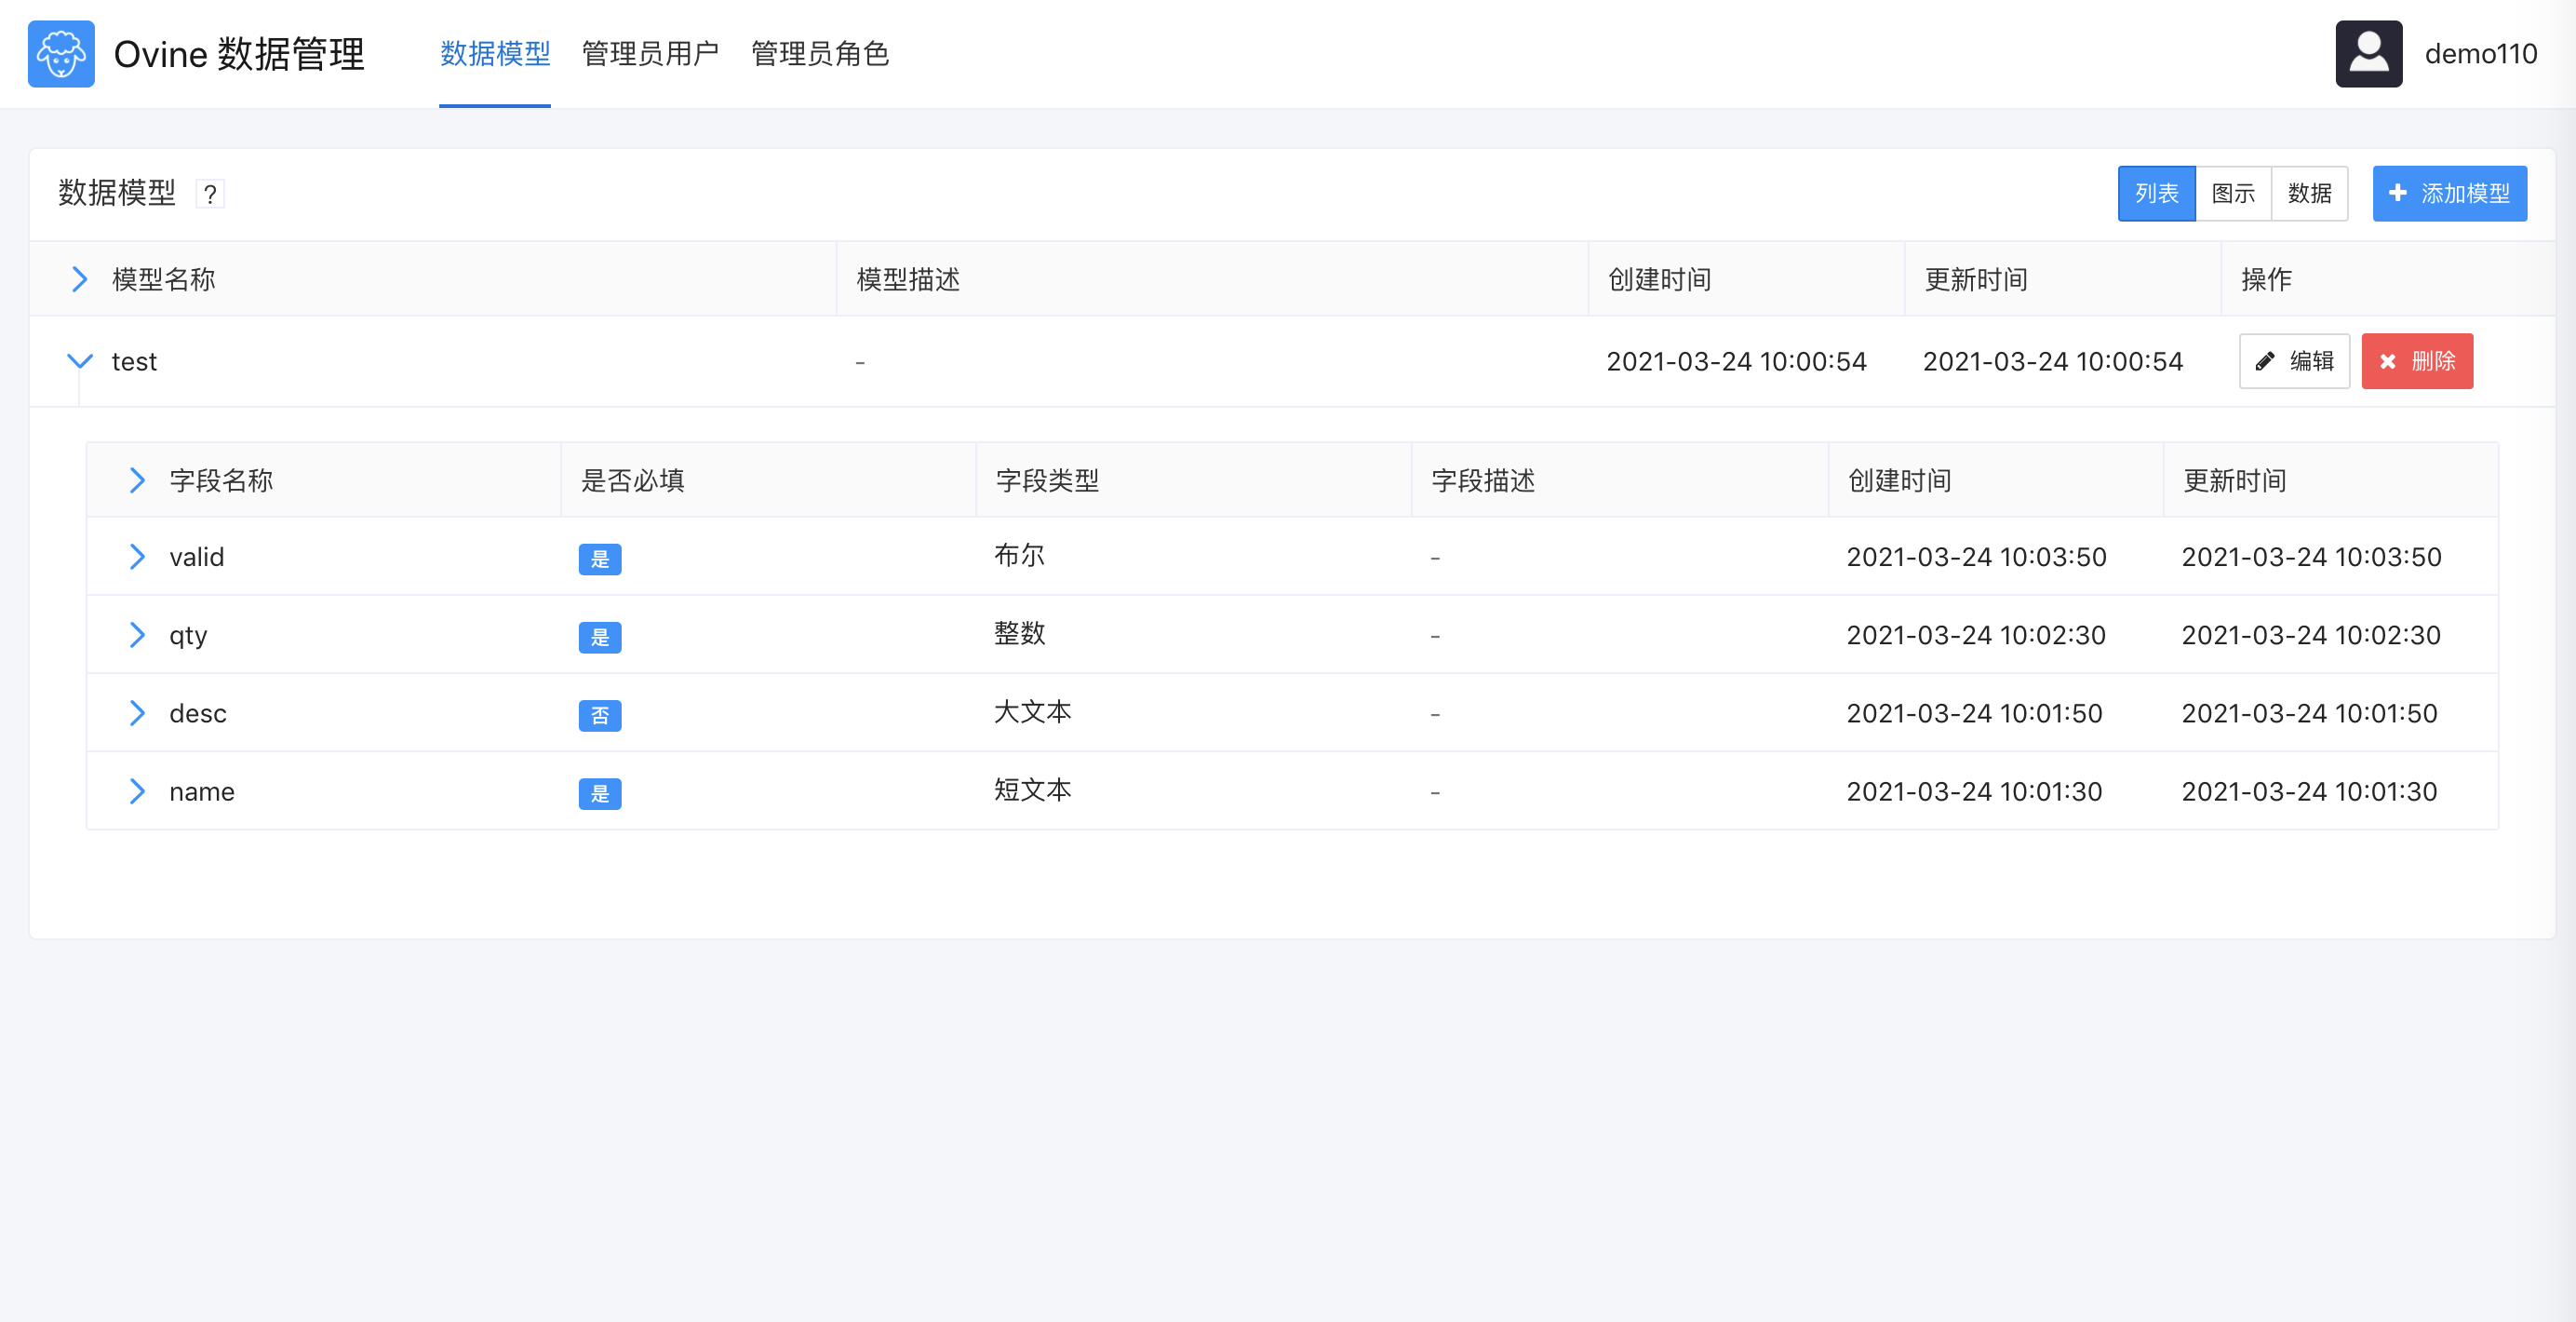 Ovine 数据管理 数据模型 管理员用户 管理员角色 demo110
数据模型 ? 列表 图示 数据 添加模型
模型名称 模型描述 创建时间 更新时间 操作
test - 2021-03-24 10:00:54 2021-03-24 10:00:54 编辑 删除
字段名称 是否必填 字段类型 字段描述 创建时间 更新时间
valid 是 布尔 - 2021-03-24 10:03:50 2021-03-24 10:03:50
qty 是 整数 - 2021-03-24 10:02:30 2021-03-24 10:02:30
desc 否 大文本 - 2021-03-24 10:01:50 2021-03-24 10:01:50
name 是 短文本 - 2021-03-24 10:01:30 2021-03-24 10:01:30